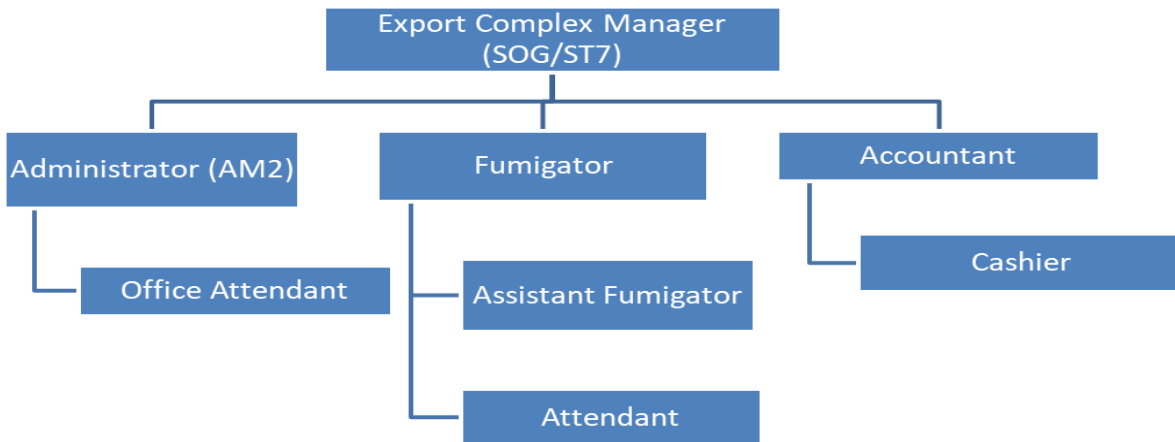 Export Complex Manager
(SOG/ST7)
Administrator (AM2)
Fumigator
Accountant
Office Attendant
Assistant Fumigator
Cashier
Attendant